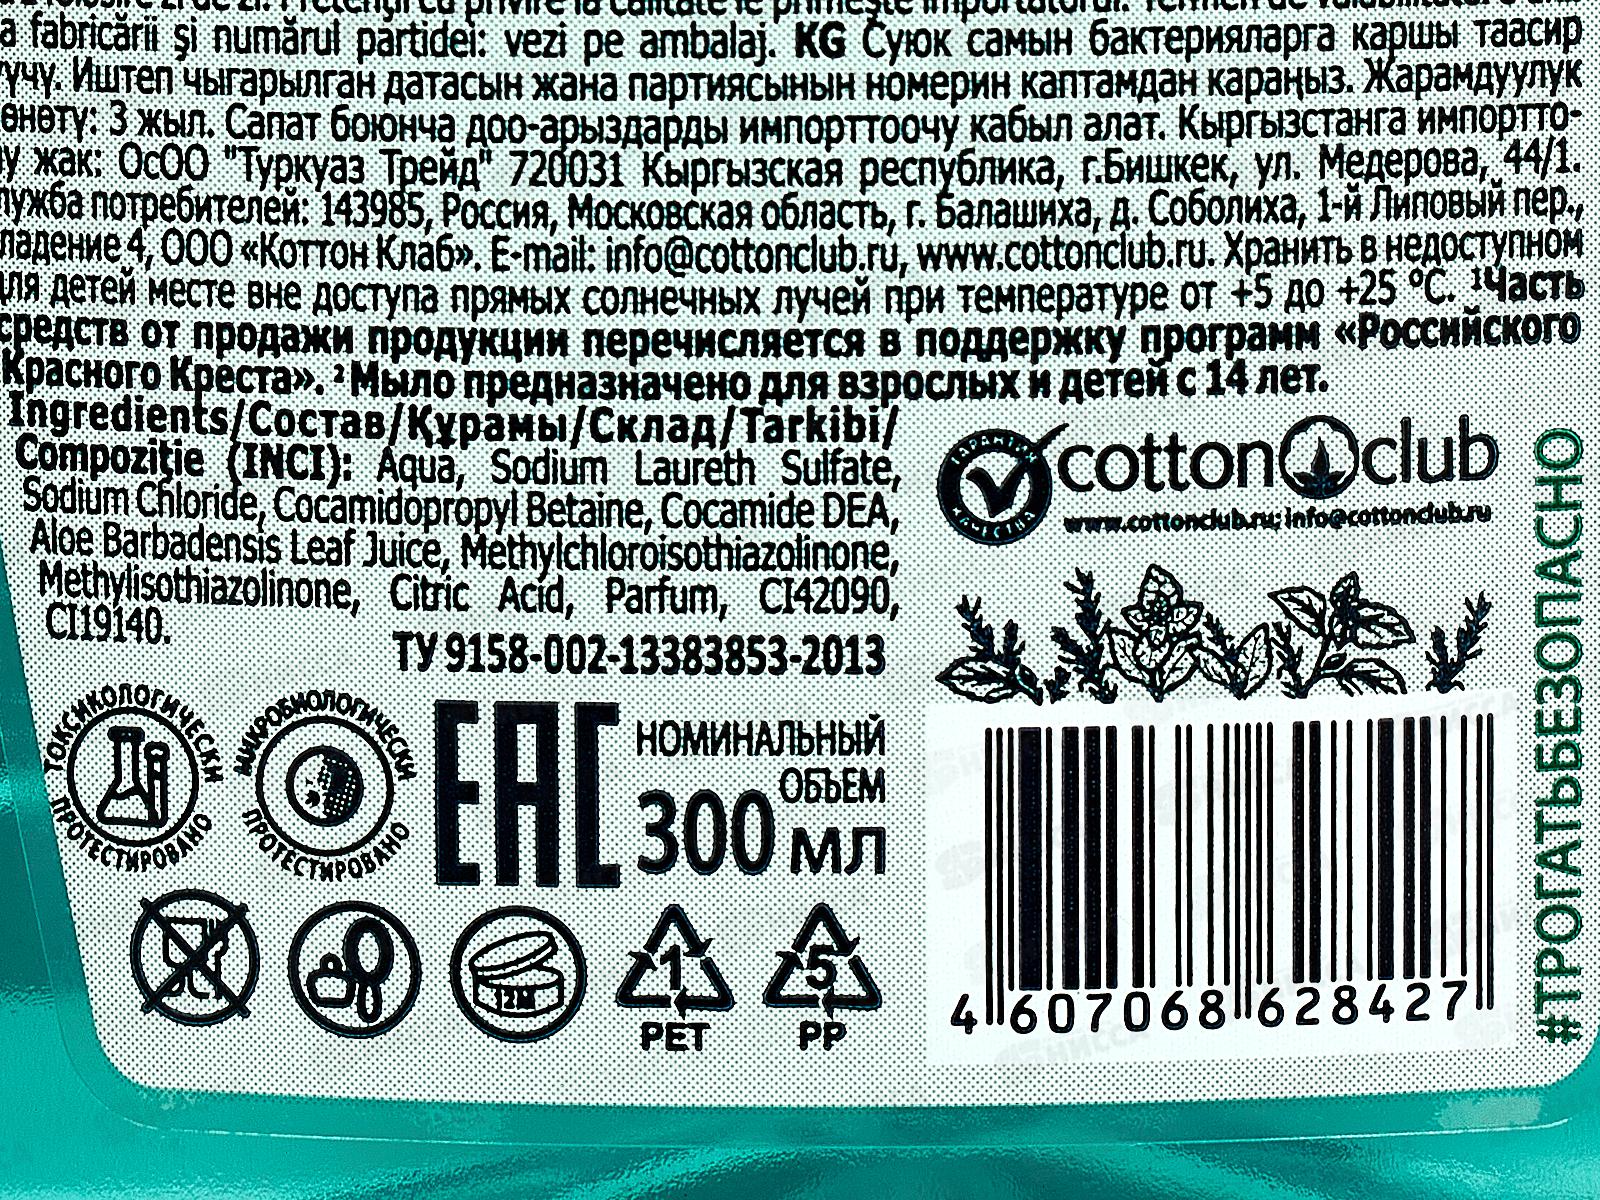 a fabricării şi numărul partidei: vezi pe ambalaj. KG Суюк самын бактерияларга каршы таасир
Иштеп чыгарылган датасын жана партиясынын номерин каптамдан караңыз. Жарамдуулук
өнөтү: 3 жыл. Сапат боюнча доо-арыздарды импорттоочу кабыл алат. Кыргызстанга импортто-
у жак: ОсОО "Туркуаз Трейд" 720031 Кыргызская республика, г.Бишкек, ул. Медерова, 44/1.
лужба потребителей: 143985, Россия, Московская область, г. Балашиха, д. Соболиха, 1-й Липовый пер.,
ладение 4, ООО «Коттон Клаб». E-mail: info@cottonclub.ru, www.cottonclub.ru. Хранить в недоступном
для детей месте вне доступа прямых солнечных лучей при температуре от +5 до +25 °C. ¹Часть
средств от продажи продукции перечисляется в поддержку программ «Российского
Красного Креста». ²Мыло предназначено для взрослых и детей с 14 лет.
Ingredients/Состав/Құрамы/Склад/Tarkibi/
Compoziţie (INCI): Aqua, Sodium Laureth Sulfate,
Sodium Chloride, Cocamidopropyl Betaine, Cocamide DEA,
Aloe Barbadensis Leaf Juice, Methylchloroisothiazolinone,
Methylisothiazolinone, Citric Acid, Parfum, CI42090,
CI19140.
ТУ 9158-002-13383853-2013
ГАРАНТИЯ КАЧЕСТВА
cotton club
www.cottonclub.ru; info@cottonclub.ru
#ТРОГАТЬБЕЗОПАСНО
ТОКСИКОЛОГИЧЕСКИ ПРОТЕСТИРОВАНО
МИКРОБИОЛОГИЧЕСКИ ПРОТЕСТИРОВАНО
EAC
НОМИНАЛЬНЫЙ
ОБЪЕМ
300 МЛ
12M
1
PET
5
PP
4 607068 628427